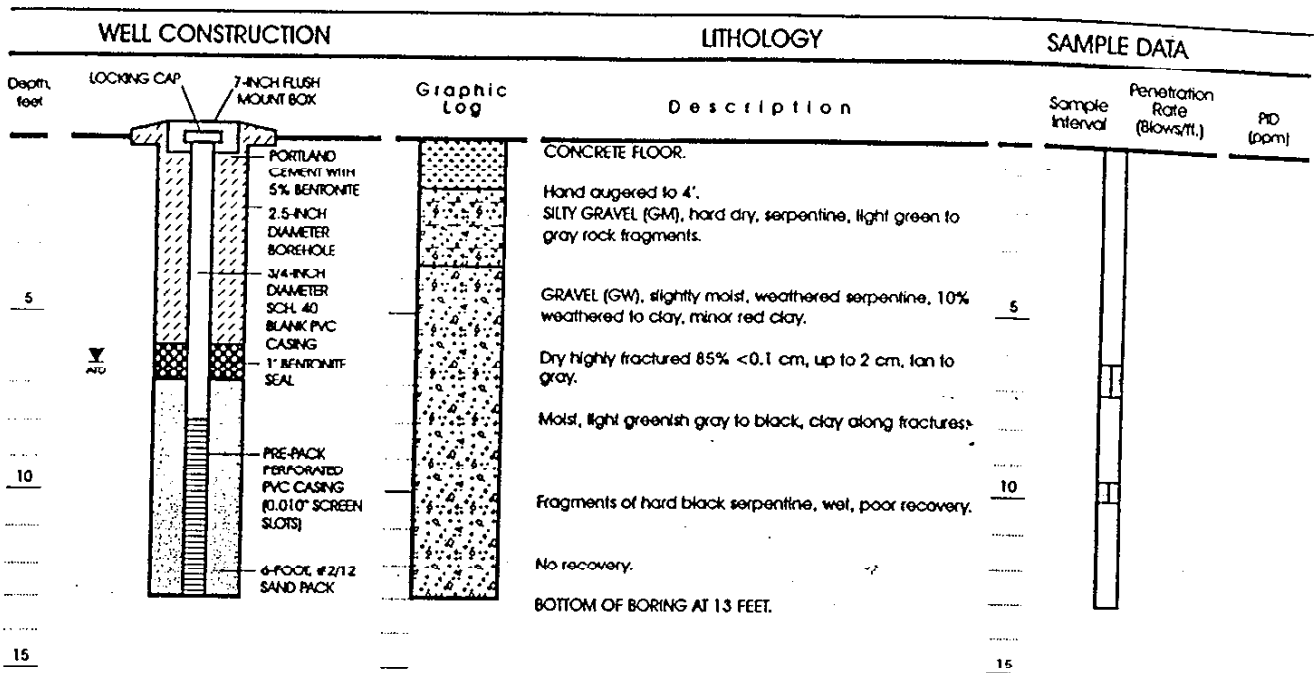 WELL CONSTRUCTION
LITHOLOGY
SAMPLE DATA
Depth, feet
LOCKING CAP
7-INCH FLUSH
MOUNT BOX
Graphic
Log
Description
Sample
Interval
Penetration
Rate
(Blows/ft.)
PID
(ppm)
PORTLAND
CEMENT WITH
5% BENTONITE
2.5-INCH
DIAMETER
BOREHOLE
3/4-INCH
DIAMETER
SCH. 40
BLANK PVC
CASING
1' BENTONITE
SEAL
PRE-PACK
PERFORATED
PVC CASING
(0.010" SCREEN
SLOTS)
6-FOOT, #2/12
SAND PACK
5
10
15
CONCRETE FLOOR.
Hand augered to 4'.
SILTY GRAVEL (GM), hard dry, serpentine, light green to
gray rock fragments.
GRAVEL (GW), slightly moist, weathered serpentine, 10%
weathered to clay, minor red clay.
Dry highly fractured 85% <0.1 cm, up to 2 cm, tan to
gray.
Moist, light greenish gray to black, clay along fractures.
Fragments of hard black serpentine, wet, poor recovery.
No recovery.
BOTTOM OF BORING AT 13 FEET.
5
10
15